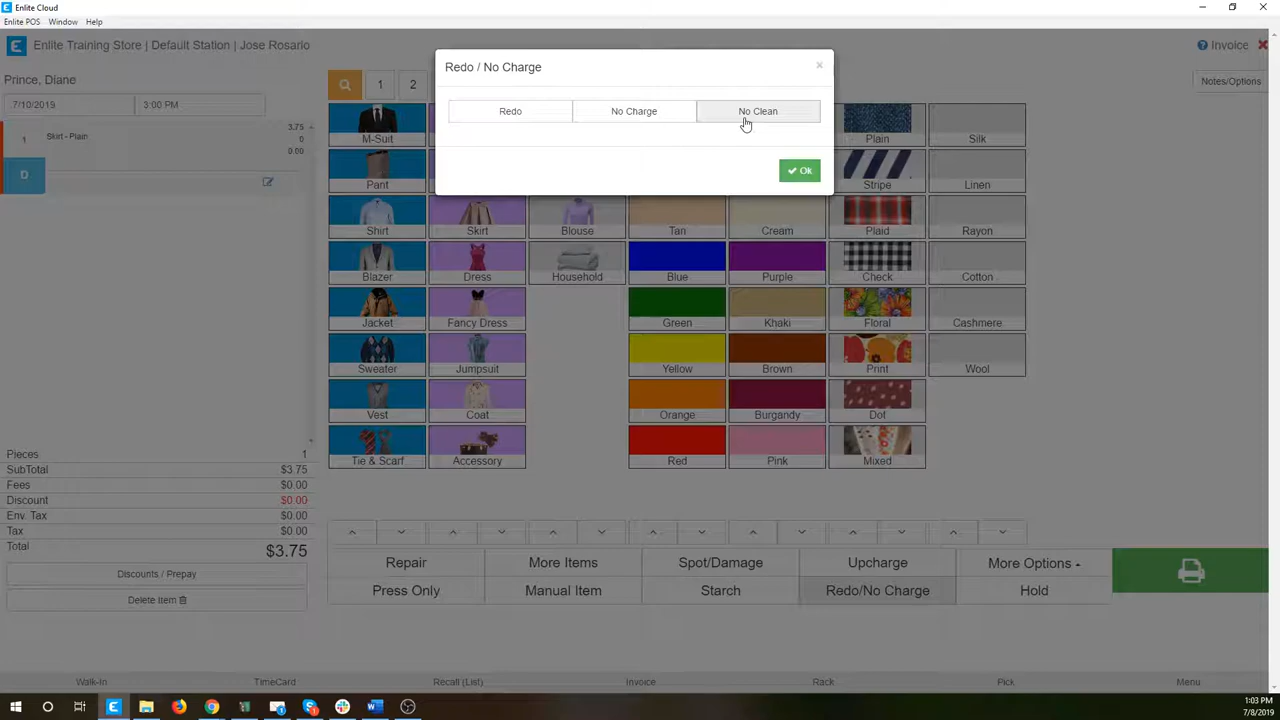 Enlite Cloud
Enlite POS Window Help
Enlite Training Store | Default Station | Jose Rosario
Invoice
Prince, Diane
7/10/2019 3:00 PM
1 2
Notes/Options
1 Skirt - Plain 3.75
0
0.00
D
Redo / No Charge
Redo No Charge No Clean
Ok
M-Suit Plain Silk
Pant Stripe Linen
Shirt Skirt Blouse Tan Cream Plaid Rayon
Blazer Dress Household Blue Purple Check Cotton
Jacket Fancy Dress Green Khaki Floral Cashmere
Sweater Jumpsuit Yellow Brown Print Wool
Vest Coat Orange Burgandy Dot
Tie & Scarf Accessory Red Pink Mixed
Pieces 1
SubTotal $3.75
Fees $0.00
Discount $0.00
Env. Tax $0.00
Tax $0.00
Total $3.75
Discounts / Prepay
Delete Item
Repair More Items Spot/Damage Upcharge More Options
Press Only Manual Item Starch Redo/No Charge Hold
Walk-In TimeCard Recall (List) Invoice Rack Pick Menu
1:03 PM
7/8/2019